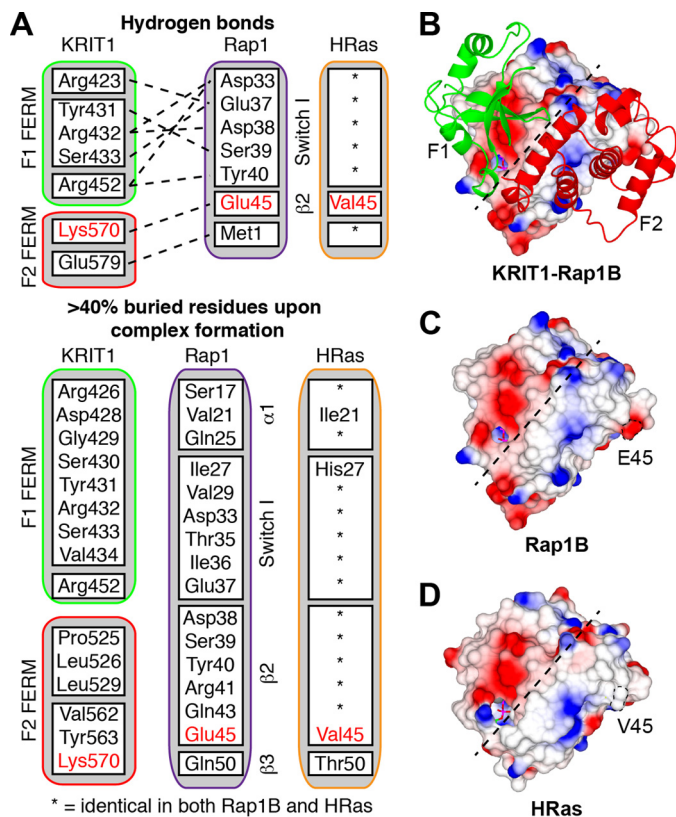 A
Hydrogen bonds
KRIT1
Rap1
HRas
F1 FERM
Arg423
Tyr431
Arg432
Ser433
Arg452
F2 FERM
Lys570
Glu579
Asp33
Glu37
Asp38
Ser39
Tyr40
Glu45
Met1
Switch I
β2
*
*
*
*
*
Val45
*
>40% buried residues upon
complex formation
KRIT1
Rap1
HRas
F1 FERM
Arg426
Asp428
Gly429
Ser430
Tyr431
Arg432
Ser433
Val434
Arg452
F2 FERM
Pro525
Leu526
Leu529
Val562
Tyr563
Lys570
Ser17
Val21
Gln25
Ile27
Val29
Asp33
Thr35
Ile36
Glu37
Asp38
Ser39
Tyr40
Arg41
Gln43
Glu45
Gln50
α1
Switch I
β2
β3
*
Ile21
*
His27
*
*
*
*
*
*
*
*
*
*
Val45
Thr50
* = identical in both Rap1B and HRas
B
F1
F2
KRIT1-Rap1B
C
E45
Rap1B
D
V45
HRas